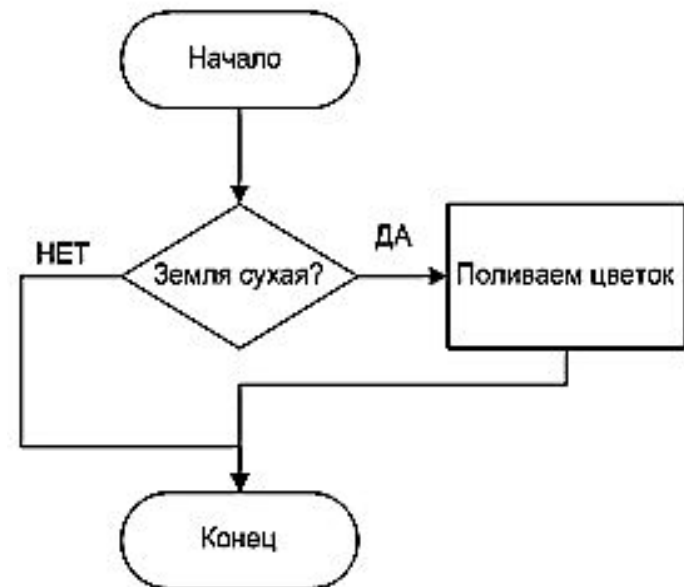 Начало
НЕТ
Земля сухая?
ДА
Поливаем цветок
Конец